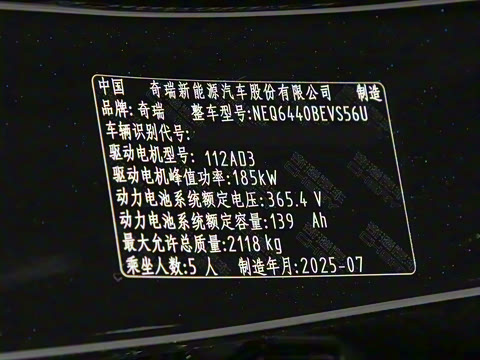 中国 奇瑞新能源汽车股份有限公司 制造
品牌: 奇瑞 整车型号:NEQ6440BEVS56U
车辆识别代号:
驱动电机型号: 112AD3
驱动电机峰值功率:185kW
动力电池系统额定电压:365.4 V
动力电池系统额定容量:139 Ah
最大允许总质量:2118 kg
乘坐人数:5 人 制造年月:2025-07